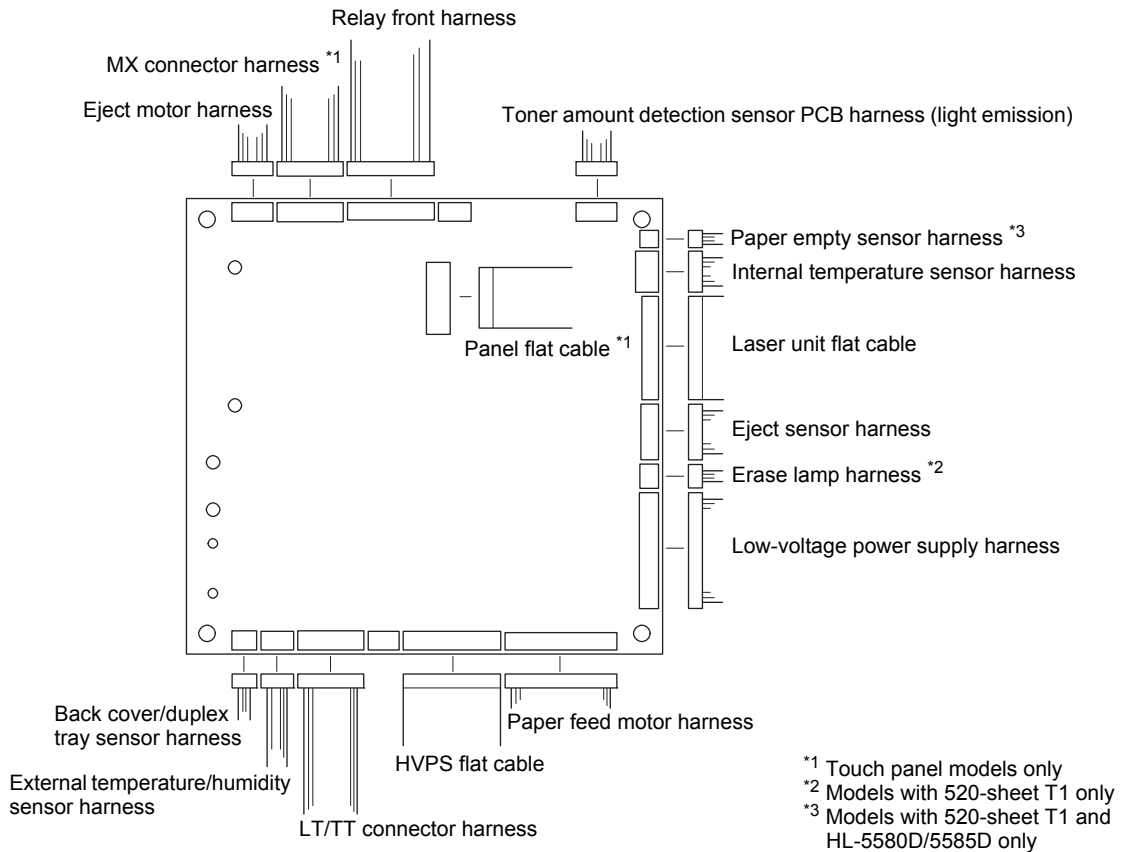 Relay front harness
MX connector harness *1
Eject motor harness
Toner amount detection sensor PCB harness (light emission)
Paper empty sensor harness *3
Internal temperature sensor harness
Panel flat cable *1
Laser unit flat cable
Eject sensor harness
Erase lamp harness *2
Low-voltage power supply harness
Back cover/duplex
tray sensor harness
Paper feed motor harness
HVPS flat cable
External temperature/humidity
sensor harness
LT/TT connector harness
*1 Touch panel models only
*2 Models with 520-sheet T1 only
*3 Models with 520-sheet T1 and
HL-5580D/5585D only